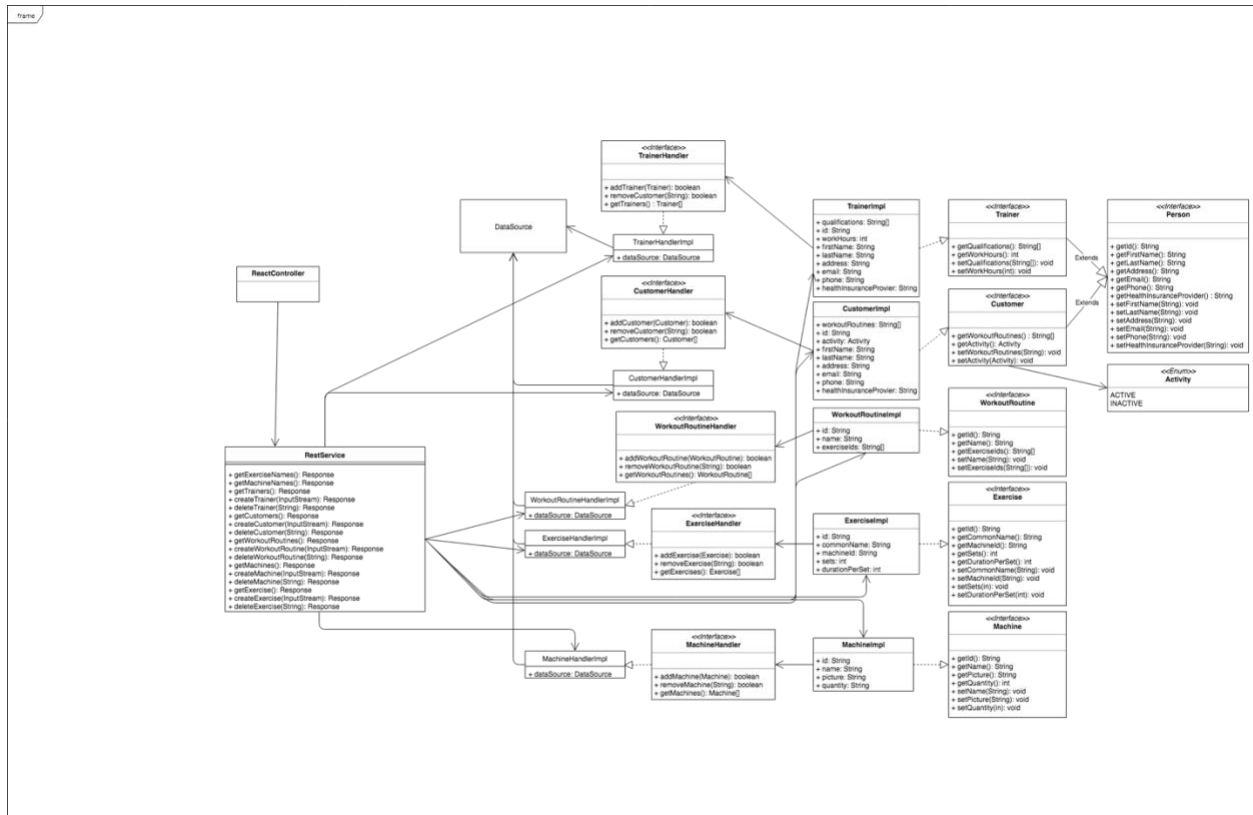 frame
<<Interface>>
TrainerHandler
+ addTrainer(Trainer): boolean
+ removeCustomer(String): boolean
+ getTrainers() : Trainer[]
DataSource
TrainerHandlerImpl
+ dataSource: DataSource
ReactController
<<Interface>>
CustomerHandler
+ addCustomer(Customer): boolean
+ removeCustomer(String): boolean
+ getCustomers(): Customer[]
CustomerHandlerImpl
+ dataSource: DataSource
<<Interface>>
WorkoutRoutineHandler
+ addWorkoutRoutine(WorkoutRoutine): boolean
+ removeWorkoutRoutine(String): boolean
+ getWorkoutRoutines(): WorkoutRoutine[]
RestService
+ getExerciseNames(): Response
+ getMachineNames(): Response
+ getTrainers(): Response
+ createTrainer(InputStream): Response
+ deleteTrainer(String): Response
+ getCustomers(): Response
+ createCustomer(InputStream): Response
+ deleteCustomer(String): Response
+ getWorkoutRoutines(): Response
+ createWorkoutRoutine(InputStream): Response
+ deleteWorkoutRoutine(String): Response
+ getMachines(): Response
+ createMachine(InputStream): Response
+ deleteMachine(String): Response
+ getExercise(): Response
+ createExercise(InputStream): Response
+ deleteExercise(String): Response
WorkoutRoutineHandlerImpl
+ dataSource: DataSource
ExerciseHandlerImpl
+ dataSource: DataSource
<<Interface>>
ExerciseHandler
+ addExercise(Exercise): boolean
+ removeExercise(String): boolean
+ getExercises(): Exercise[]
MachineHandlerImpl
+ dataSource: DataSource
<<Interface>>
MachineHandler
+ addMachine(Machine): boolean
+ removeMachine(String): boolean
+ getMachines(): Machine[]
TrainerImpl
+ qualifications: String[]
+ id: String
+ workHours: int
+ firstName: String
+ lastName: String
+ address: String
+ email: String
+ phone: String
+ healthInsuranceProvier: String
CustomerImpl
+ workoutRoutines: String[]
+ id: String
+ activity: Activity
+ firstName: String
+ lastName: String
+ address: String
+ email: String
+ phone: String
+ healthInsuranceProvier: String
WorkoutRoutineImpl
+ id: String
+ name: String
+ exerciseIds: String[]
ExerciseImpl
+ id: String
+ commonName: String
+ machineId: String
+ sets: int
+ durationPerSet: int
MachineImpl
+ id: String
+ name: String
+ picture: String
+ quantity: String
<<Interface>>
Trainer
+ getQualifications(): String[]
+ getWorkHours(): int
+ setQualifications(String[]): void
+ setWorkHours(int): void
Extends
<<Interface>>
Customer
+ getWorkoutRoutines() : String[]
+ getActivity(): Activity
+ setWorkoutRoutines(String): void
+ setActivity(Activity): void
Extends
<<Interface>>
WorkoutRoutine
+ getId(): String
+ getName(): String
+ getExerciseIds(): String[]
+ setName(String): void
+ setExerciseIds(String[]): void
<<Interface>>
Exercise
+ getId(): String
+ getCommonName(): String
+ getMachineId(): String
+ getSets(): int
+ getDurationPerSet(): int
+ setCommonName(String): void
+ setMachineId(String): void
+ setSets(in): void
+ setDurationPerSet(int): void
<<Interface>>
Machine
+ getId(): String
+ getName(): String
+ getPicture(): String
+ getQuantity(): int
+ setName(String): void
+ setPicture(String): void
+ setQuantity(in): void
<<Interface>>
Person
+ getId(): String
+ getFirstName(): String
+ getLastName(): String
+ getAddress(): String
+ getEmail(): String
+ getPhone(): String
+ getHealthInsuranceProvider() : String
+ setFirstName(String): void
+ setLastName(String): void
+ setAddress(String): void
+ setEmail(String): void
+ setPhone(String): void
+ setHealthInsuranceProvider(String): void
<<Enum>>
Activity
ACTIVE
INACTIVE